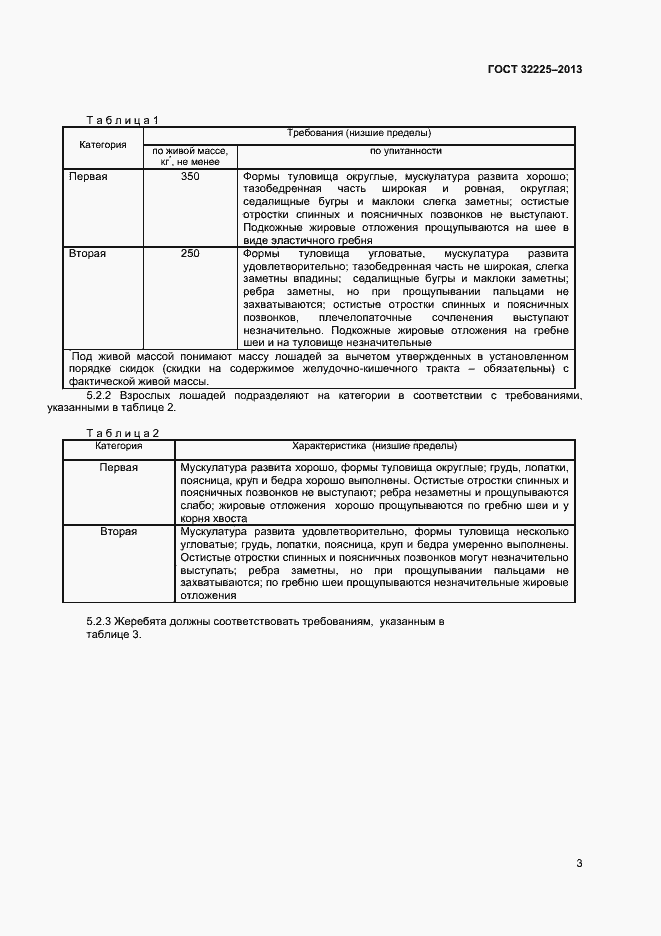 ГОСТ 32225–2013
Т а б л и ц а 1
Категория
Требования (низшие пределы)
по живой массе,
кг*, не менее
по упитанности
Первая
350
Формы туловища округлые, мускулатура развита хорошо;
тазобедренная часть широкая и ровная, округлая;
седалищные бугры и маклоки слегка заметны; остистые
отростки спинных и поясничных позвонков не выступают.
Подкожные жировые отложения прощупываются на шее в
виде эластичного гребня
Вторая
250
Формы туловища угловатые, мускулатура развита
удовлетворительно; тазобедренная часть не широкая, слегка
заметны впадины; седалищные бугры и маклоки заметны;
ребра заметны, но при прощупывании пальцами не
захватываются; остистые отростки спинных и поясничных
позвонков, плечелопаточные сочленения выступают
незначительно. Подкожные жировые отложения на гребне
шеи и на туловище незначительные
*Под живой массой понимают массу лошадей за вычетом утвержденных в установленном
порядке скидок (скидки на содержимое желудочно-кишечного тракта – обязательны) с
фактической живой массы.
5.2.2 Взрослых лошадей подразделяют на категории в соответствии с требованиями,
указанными в таблице 2.
Т а б л и ц а 2
Категория
Характеристика (низшие пределы)
Первая
Мускулатура развита хорошо, формы туловища округлые; грудь, лопатки,
поясница, круп и бедра хорошо выполнены. Остистые отростки спинных и
поясничных позвонков не выступают; ребра незаметны и прощупываются
слабо; жировые отложения хорошо прощупываются по гребню шеи и у
корня хвоста
Вторая
Мускулатура развита удовлетворительно, формы туловища несколько
угловатые; грудь, лопатки, поясница, круп и бедра умеренно выполнены.
Остистые отростки спинных и поясничных позвонков могут незначительно
выступать; ребра заметны, но при прощупывании пальцами не
захватываются; по гребню шеи прощупываются незначительные жировые
отложения
5.2.3 Жеребята должны соответствовать требованиям, указанным в
таблице 3.
3